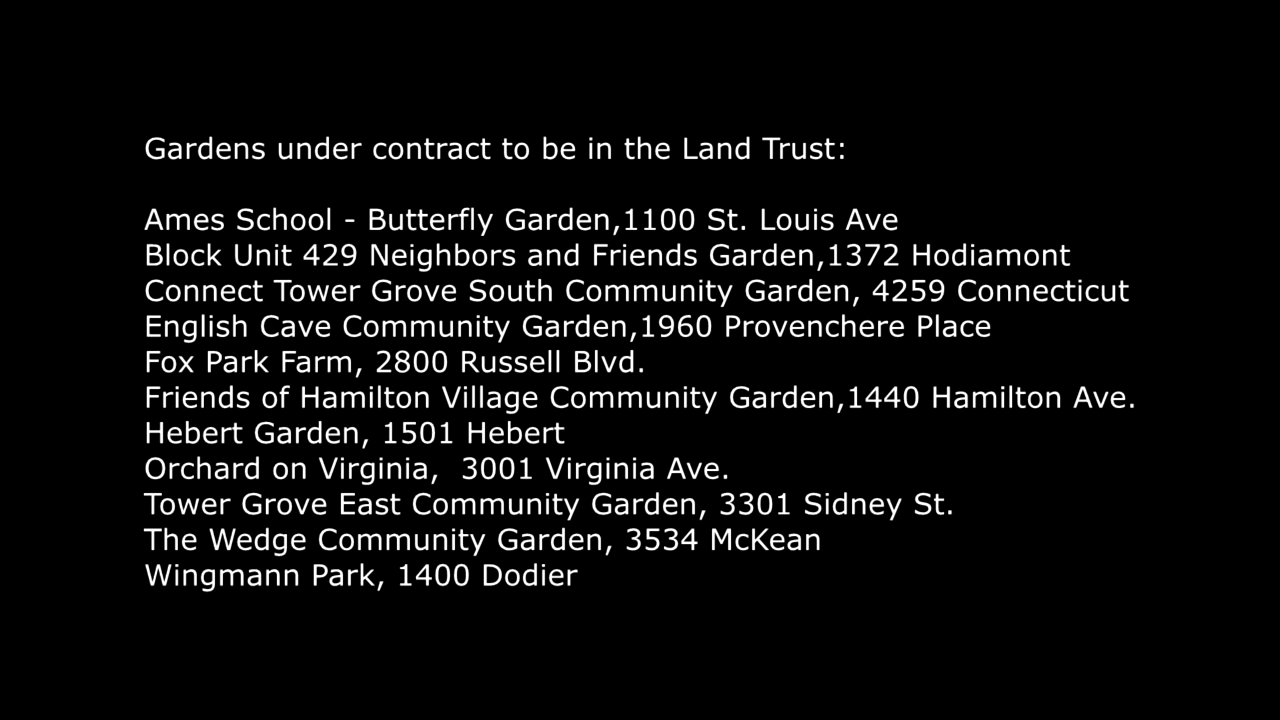 Gardens under contract to be in the Land Trust:
Ames School - Butterfly Garden,1100 St. Louis Ave
Block Unit 429 Neighbors and Friends Garden,1372 Hodiamont
Connect Tower Grove South Community Garden, 4259 Connecticut
English Cave Community Garden,1960 Provenchere Place
Fox Park Farm, 2800 Russell Blvd.
Friends of Hamilton Village Community Garden,1440 Hamilton Ave.
Hebert Garden, 1501 Hebert
Orchard on Virginia,  3001 Virginia Ave.
Tower Grove East Community Garden, 3301 Sidney St.
The Wedge Community Garden, 3534 McKean
Wingmann Park, 1400 Dodier